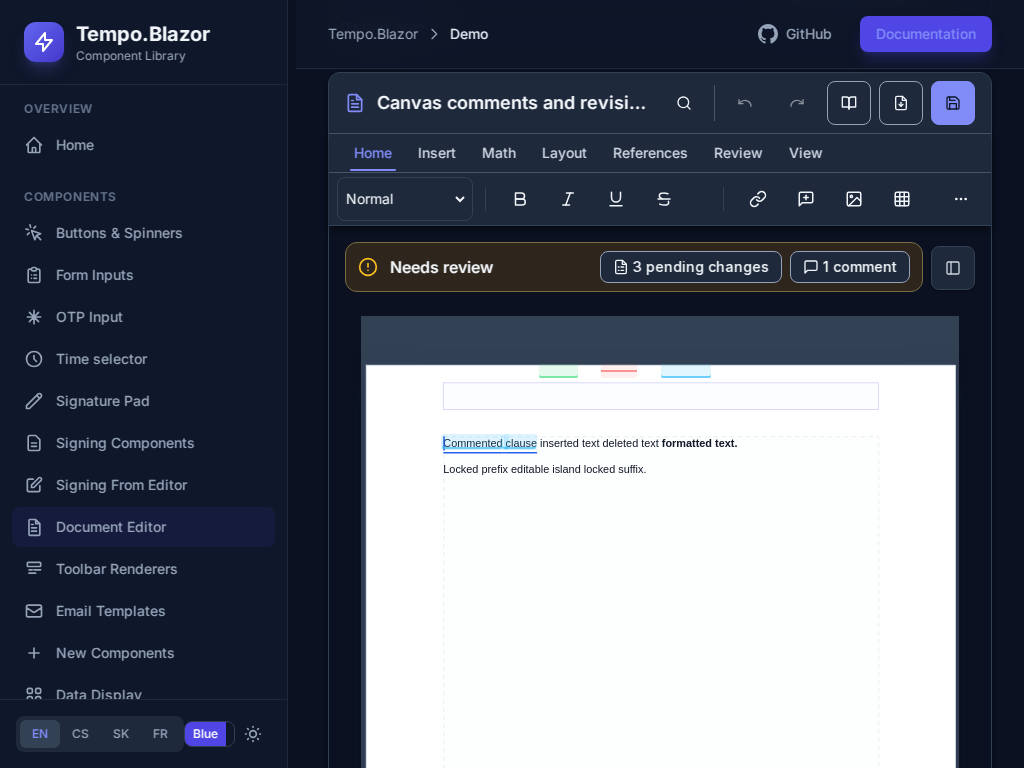 Tempo.Blazor
Component Library
OVERVIEW
Home
COMPONENTS
Buttons & Spinners
Form Inputs
OTP Input
Time selector
Signature Pad
Signing Components
Signing From Editor
Document Editor
Toolbar Renderers
Email Templates
New Components
Data Display
EN CS SK FR Blue
Tempo.Blazor > Demo
GitHub
Documentation
Canvas comments and revisi...
Home Insert Math Layout References Review View
Normal
Needs review
3 pending changes
1 comment
Commented clause inserted text deleted text formatted text.
Locked prefix editable island locked suffix.